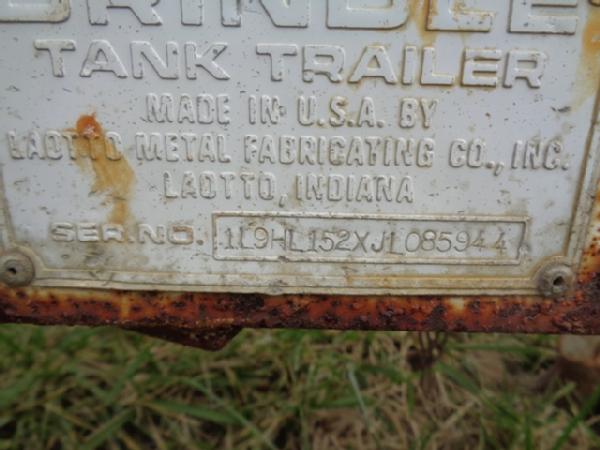 TANK TRAILER
MADE IN U.S.A. BY
LAOTTO METAL FABRICATING CO., INC.
LAOTTO, INDIANA
SER. NO. 1L9HL152XJL085944